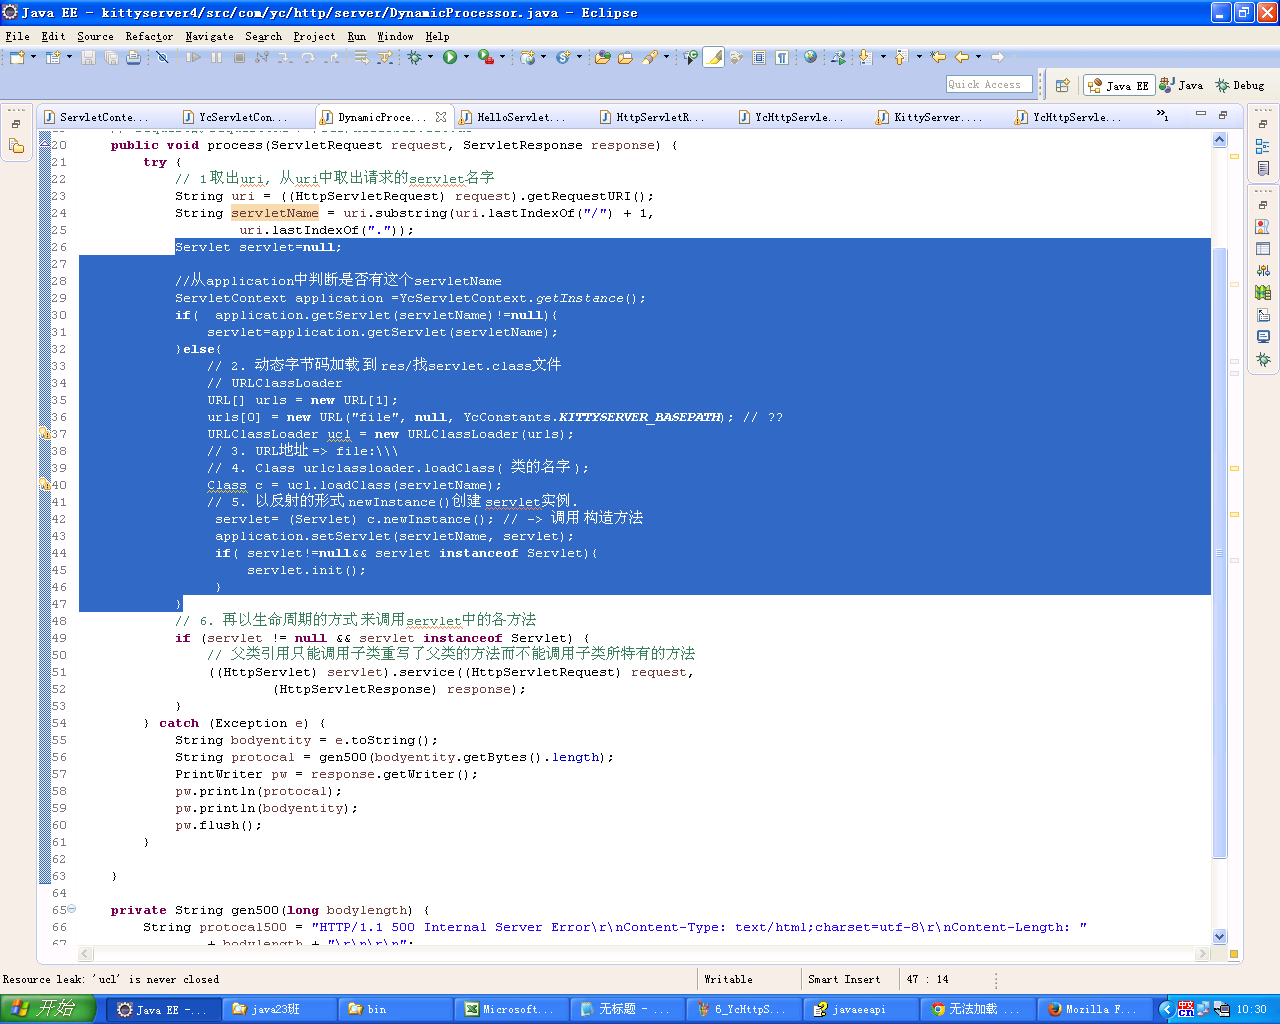 Java EE - kittyserver4/src/com/yc/http/server/DynamicProcessor.java - Eclipse
File Edit Source Refactor Navigate Search Project Run Window Help
Quick Access Java EE Java Debug
ServletConte... YcServletCon... DynamicProce... HelloServlet... HttpServletR... YcHttpServle... KittyServer.... YcHttpServle... »1
20 public void process(ServletRequest request, ServletResponse response) {
21 try {
22 // 1取出uri, 从uri中取出请求的servlet名字
23 String uri = ((HttpServletRequest) request).getRequestURI();
24 String servletName = uri.substring(uri.lastIndexOf("/") + 1,
25 uri.lastIndexOf("."));
26 Servlet servlet=null;
27
28 //从application中判断是否有这个servletName
29 ServletContext application =YcServletContext.getInstance();
30 if( application.getServlet(servletName)!=null){
31 servlet=application.getServlet(servletName);
32 }else{
33 // 2. 动态字节码加载 到 res/找servlet.class文件
34 // URLClassLoader
35 URL[] urls = new URL[1];
36 urls[0] = new URL("file", null, YcConstants.KITTYSERVER_BASEPATH); // ??
37 URLClassLoader ucl = new URLClassLoader(urls);
38 // 3. URL地址 => file:\\\
39 // 4. Class urlclassloader.loadClass( 类的名字 );
40 Class c = ucl.loadClass(servletName);
41 // 5. 以反射的形式 newInstance()创建 servlet实例.
42 servlet= (Servlet) c.newInstance(); // -> 调用 构造方法
43 application.setServlet(servletName, servlet);
44 if( servlet!=null&& servlet instanceof Servlet){
45 servlet.init();
46 }
47 }
48 // 6. 再以生命周期的方式 来调用servlet中的各方法
49 if (servlet != null && servlet instanceof Servlet) {
50 // 父类引用只能调用子类重写了父类的方法而不能调用子类所特有的方法
51 ((HttpServlet) servlet).service((HttpServletRequest) request,
52 (HttpServletResponse) response);
53 }
54 } catch (Exception e) {
55 String bodyentity = e.toString();
56 String protocal = gen500(bodyentity.getBytes().length);
57 PrintWriter pw = response.getWriter();
58 pw.println(protocal);
59 pw.println(bodyentity);
60 pw.flush();
61 }
62
63 }
64
65 private String gen500(long bodylength) {
66 String protocal500 = "HTTP/1.1 500 Internal Server Error\r\nContent-Type: text/html;charset=utf-8\r\nContent-Length: "
67 + bodylength + "\r\n\r\n";
Resource leak: 'ucl' is never closed Writable Smart Insert 47 : 14
开始 Java EE -... java23班 bin Microsoft... 无标题 - ... 6_YcHttpS... javaeeapi 无法加载 ... Mozilla F... 10:30